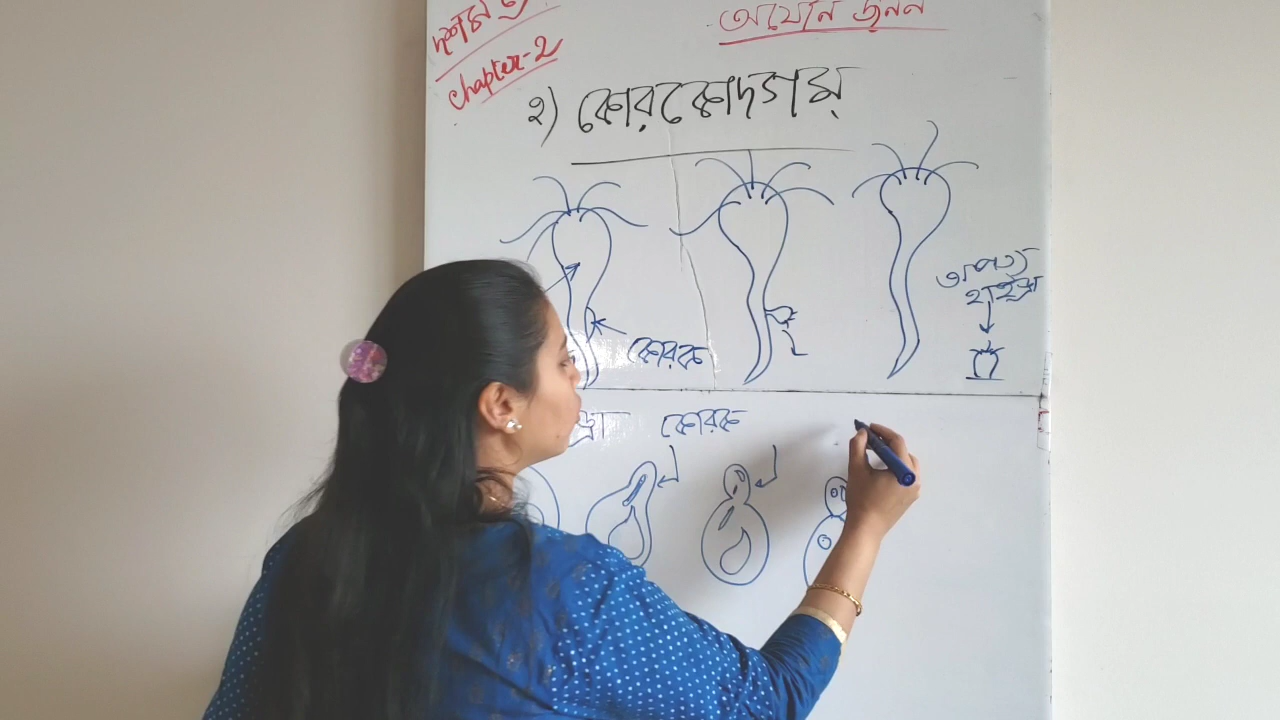 দশম
Chapter-2
অযৌন জনন
২) কোরকোদগম্
অপত্য
হাইড্রা
কোরক
কোরক